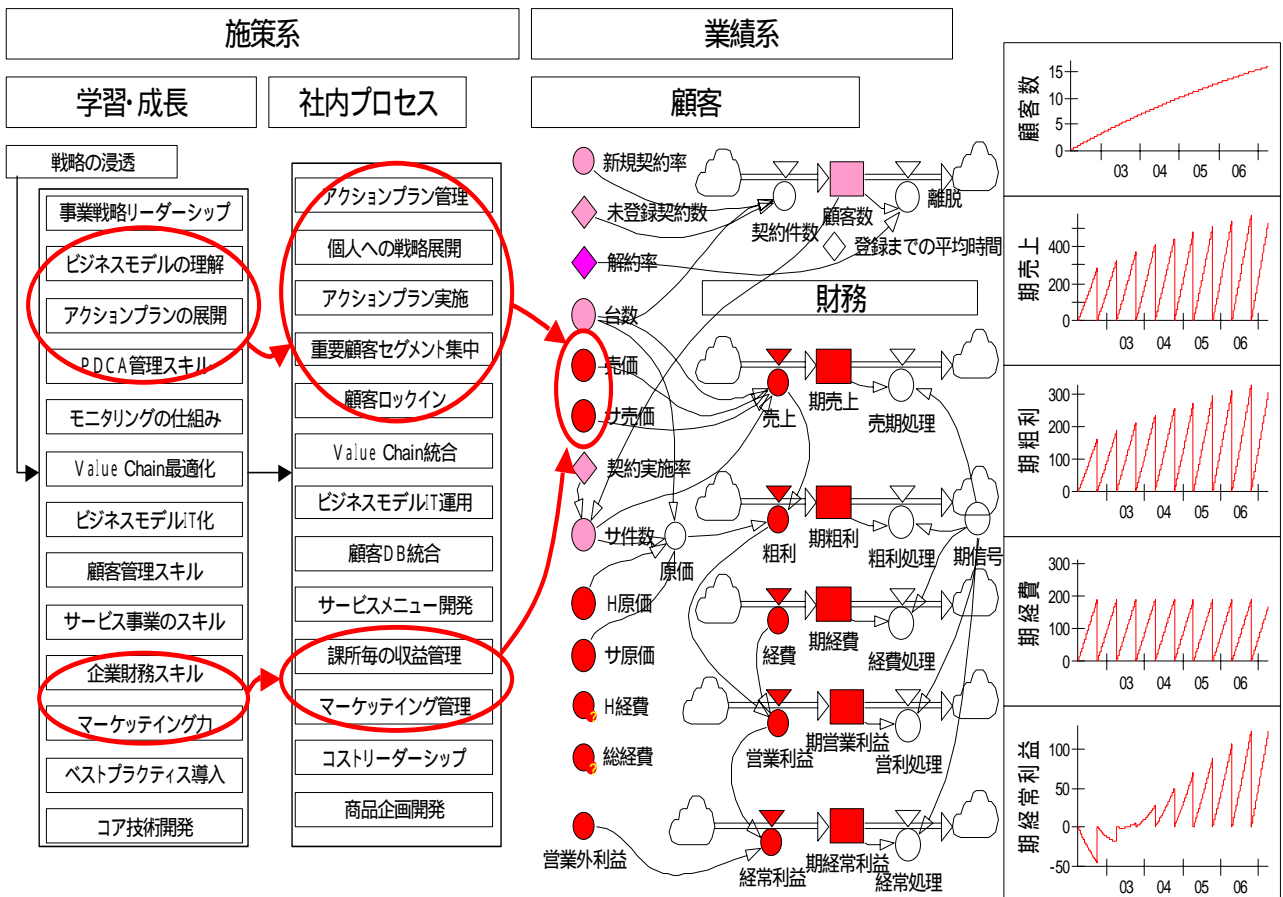 施策系
業績系
学習・成長
社内プロセス
顧客
戦略の浸透
事業戦略リーダーシップ
ビジネスモデルの理解
アクションプランの展開
PDCA管理スキル
モニタリングの仕組み
Value Chain最適化
ビジネスモデルIT化
顧客管理スキル
サービス事業のスキル
企業財務スキル
マーケッテイング力
ベストプラクティス導入
コア技術開発
アクションプラン管理
個人への戦略展開
アクションプラン実施
重要顧客セグメント集中
顧客ロックイン
Value Chain統合
ビジネスモデルIT運用
顧客DB統合
サービスメニュー開発
課所毎の収益管理
マーケッテイング管理
コストリーダーシップ
商品企画開発
新規契約率
未登録契約数
解約率
台数
売価
サ売価
契約実施率
サ件数
H原価
サ原価
H経費
?
総経費
?
営業外利益
原価
契約件数
顧客数
離脱
登録までの平均時間
財務
売上
期売上
売期処理
粗利
期粗利
粗利処理
期信号
経費
期経費
経費処理
営業利益
期営業利益
営利処理
経常利益
期経常利益
経常処理
顧客数
15
10
5
0
03 04 05 06
期売上
400
200
0
03 04 05 06
期粗利
300
200
100
0
03 04 05 06
期経費
300
200
100
0
03 04 05 06
期経常利益
100
50
0
-50
03 04 05 06